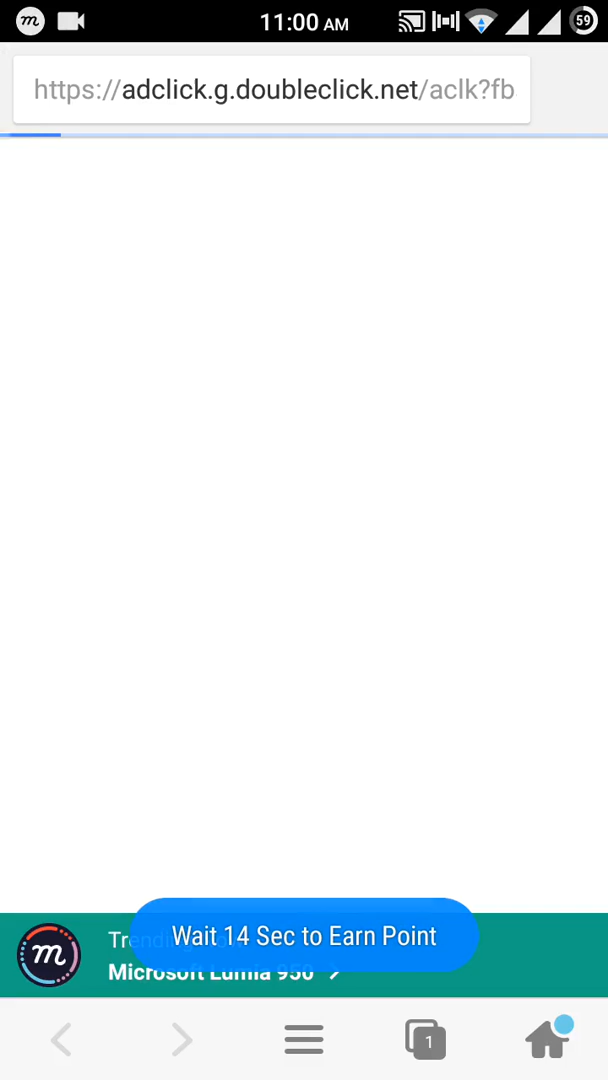 11:00 AM
59
https://adclick.g.doubleclick.net/aclk?fb
Wait 14 Sec to Earn Point
Microsoft Lumia 950
1